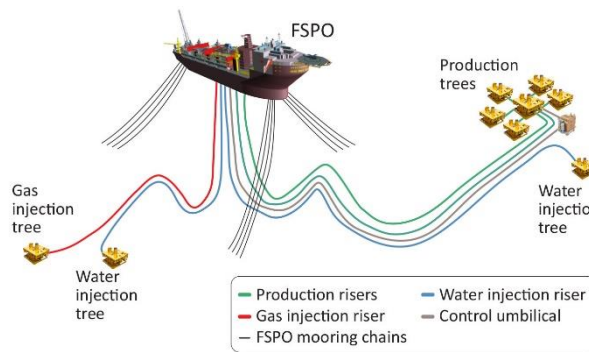 FSPO
Production
trees
Gas
injection
tree
Water
injection
tree
Water
injection
tree
Production risers
Water injection riser
Gas injection riser
Control umbilical
FSPO mooring chains